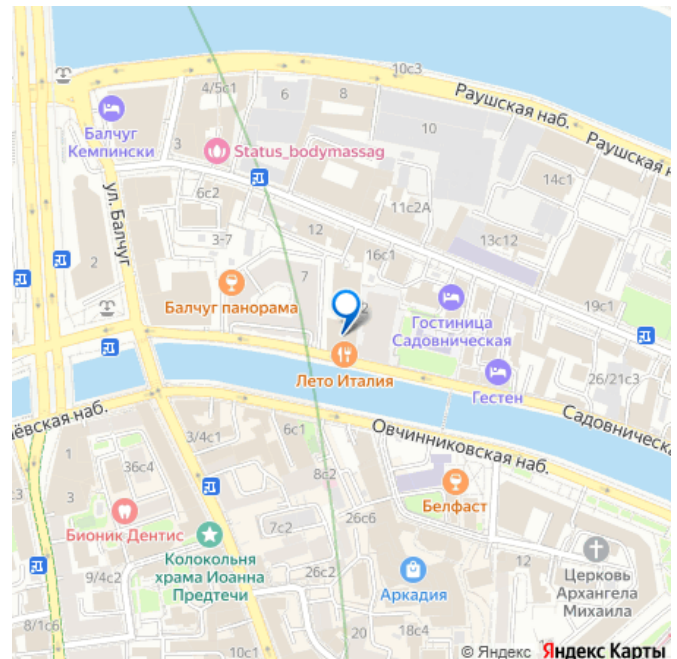 10с3
4/5с1
6
8
Раушская наб.
Раушская н
Балчуг
Кемпински
3
10
Status_bodymassag
14с1
6с2
11с2А
ул. Балчуг
12
13с12
3-7
16с1
2
7
19с1
Балчуг панорама
2
Гостиница
Садовническая
Лето Италия
Гестен
26/21с3
Садовническа
ёвская наб.
3/4с1
6с1
Овчинниковская наб.
36с4
8с2
1
3
Белфаст
26с6
7с2
Бионик Дентис
Колокольня
храма Иоанна
Предтечи
12
9/4с2
26с2
Аркадия
Церковь
Архангела
Михаила
8/1с6
20
18с4
10с1
© Яндекс Яндекс Карты